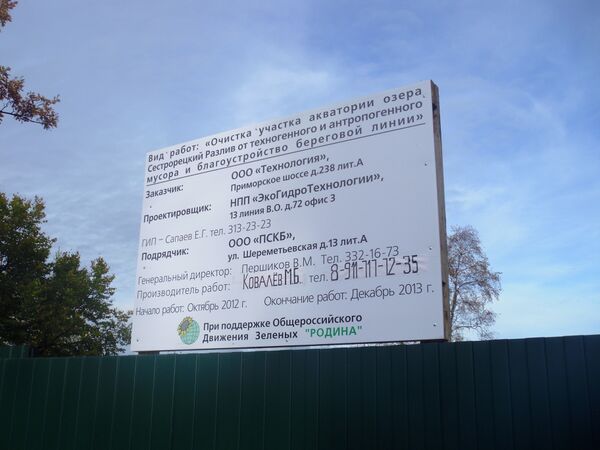 Вид работ: «Очистка участка акватории озера
Сестрорецкий Разлив от техногенного и антропогенного
мусора и благоустройство береговой линии»
Заказчик: ООО «Технология»,
Приморское шоссе д.238 лит.А
Проектировщик: НПП «ЭкоГидроТехнологии»,
13 линия В.О. д.72 офис 3
ГИП – Сапаев Е.Г. тел. 313-23-23
Подрядчик: ООО «ПСКБ»,
ул. Шереметьевская д.13 лит.А
Генеральный директор: Першиков В.М. Тел. 332-16-73
Производитель работ: КОВАЛЁВ М.Б. тел. 8-911-117-12-35
Начало работ: Октябрь 2012 г. Окончание работ: Декабрь 2013 г.
При поддержке Общероссийского
Движения Зеленых "РОДИНА"